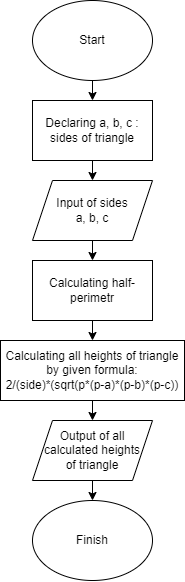 Start
Declaring a, b, c :
sides of triangle
Input of sides
a, b, c
Calculating half-
perimetr
Calculating all heights of triangle
by given formula:
2/(side)*(sqrt(p*(p-a)*(p-b)*(p-c))
Output of all
calculated heights
of triangle
Finish